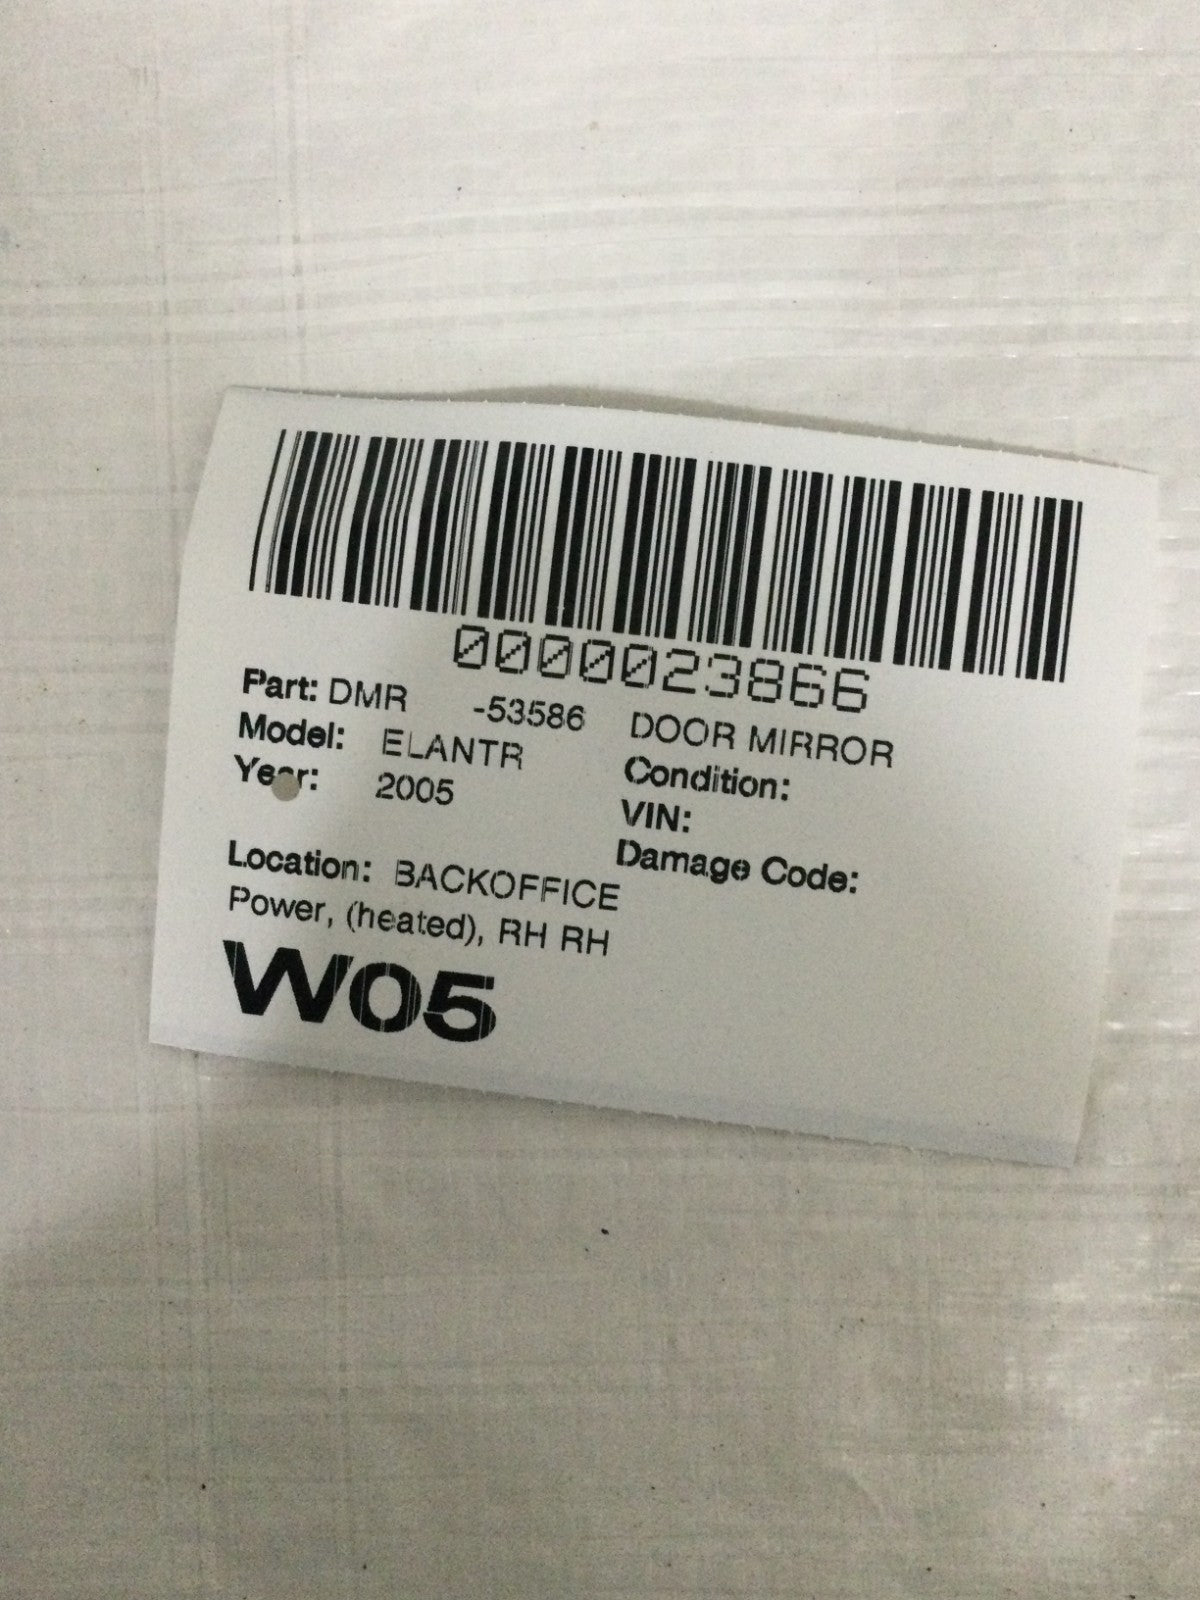 0000023866
Part: DMR -53586 DOOR MIRROR
Model: ELANTR Condition:
Year: 2005 VIN:
Damage Code:
Location: BACKOFFICE
Power, (heated), RH RH
W05